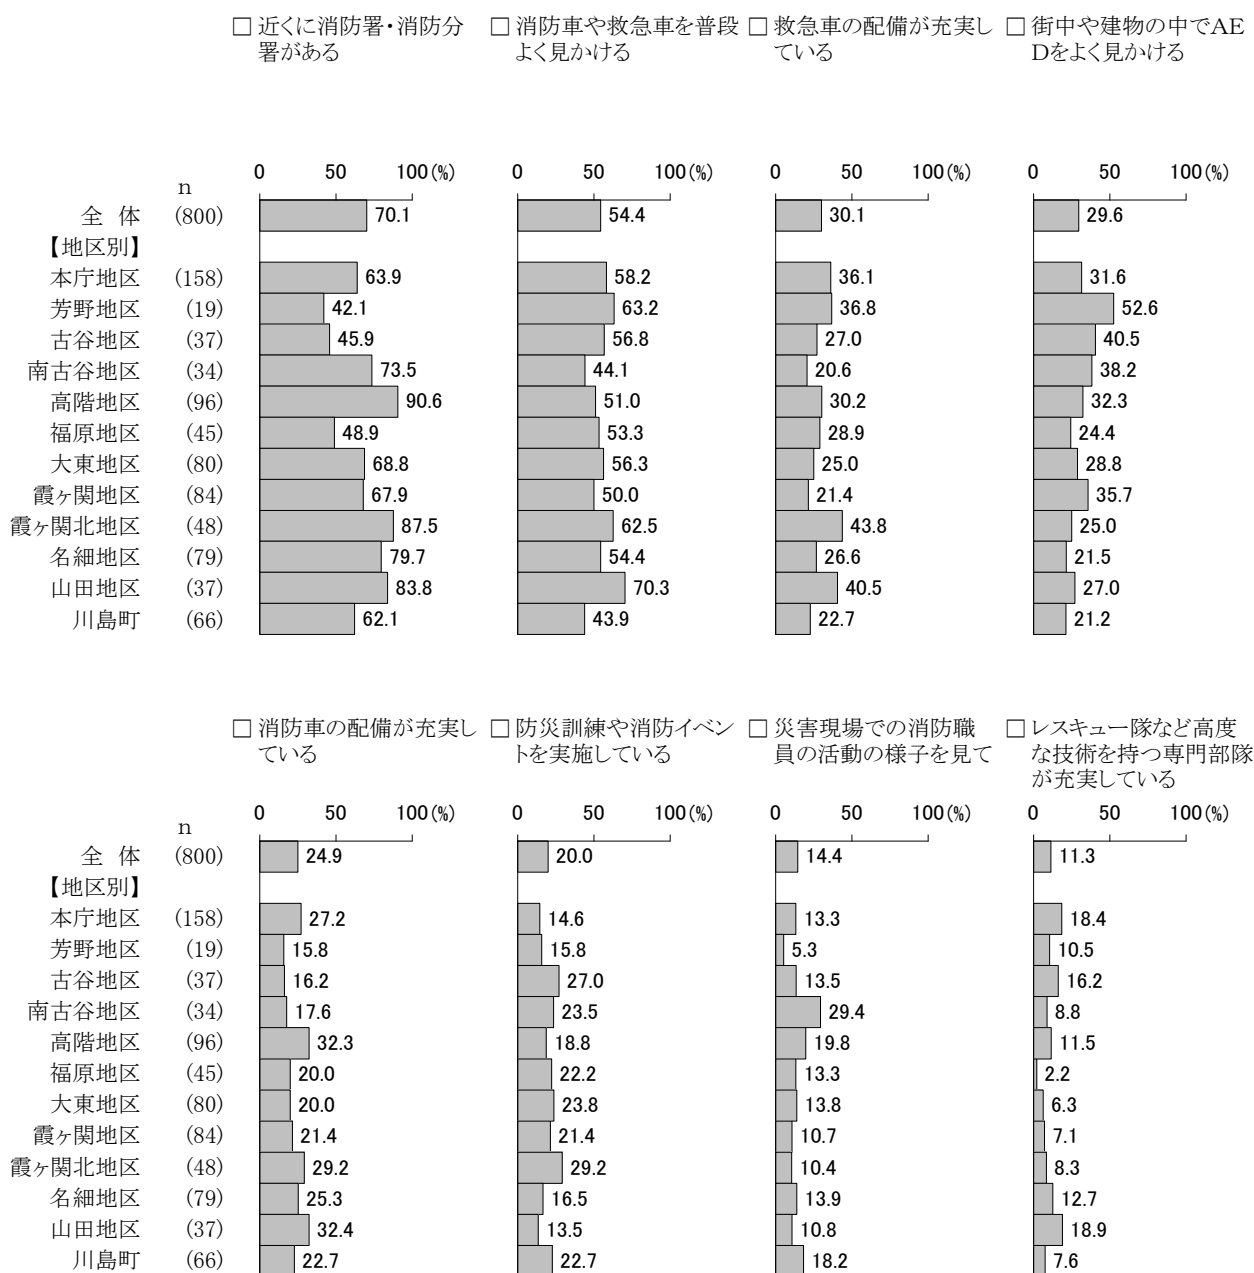 □ 近くに消防署・消防分 □ 消防車や救急車を普段 □ 救急車の配備が充実し □ 街中や建物の中でAE
署がある よく見かける ている Dをよく見かける
0 50 100(%) 0 50 100(%) 0 50 100(%) 0 50 100(%)
n
全 体 (800) 70.1 54.4 30.1 29.6
【地区別】
本庁地区 (158) 63.9 58.2 36.1 31.6
芳野地区 (19) 42.1 63.2 36.8 52.6
古谷地区 (37) 45.9 56.8 27.0 40.5
南古谷地区 (34) 73.5 44.1 20.6 38.2
高階地区 (96) 90.6 51.0 30.2 32.3
福原地区 (45) 48.9 53.3 28.9 24.4
大東地区 (80) 68.8 56.3 25.0 28.8
霞ヶ関地区 (84) 67.9 50.0 21.4 35.7
霞ヶ関北地区 (48) 87.5 62.5 43.8 25.0
名細地区 (79) 79.7 54.4 26.6 21.5
山田地区 (37) 83.8 70.3 40.5 27.0
川島町 (66) 62.1 43.9 22.7 21.2
□ 消防車の配備が充実し □ 防災訓練や消防イベン □ 災害現場での消防職 □ レスキュー隊など高度
ている トを実施している 員の活動の様子を見て な技術を持つ専門部隊
が充実している
0 50 100(%) 0 50 100(%) 0 50 100(%) 0 50 100(%)
n
全 体 (800) 24.9 20.0 14.4 11.3
【地区別】
本庁地区 (158) 27.2 14.6 13.3 18.4
芳野地区 (19) 15.8 15.8 5.3 10.5
古谷地区 (37) 16.2 27.0 13.5 16.2
南古谷地区 (34) 17.6 23.5 29.4 8.8
高階地区 (96) 32.3 18.8 19.8 11.5
福原地区 (45) 20.0 22.2 13.3 2.2
大東地区 (80) 20.0 23.8 13.8 6.3
霞ヶ関地区 (84) 21.4 21.4 10.7 7.1
霞ヶ関北地区 (48) 29.2 29.2 10.4 8.3
名細地区 (79) 25.3 16.5 13.9 12.7
山田地区 (37) 32.4 13.5 10.8 18.9
川島町 (66) 22.7 22.7 18.2 7.6